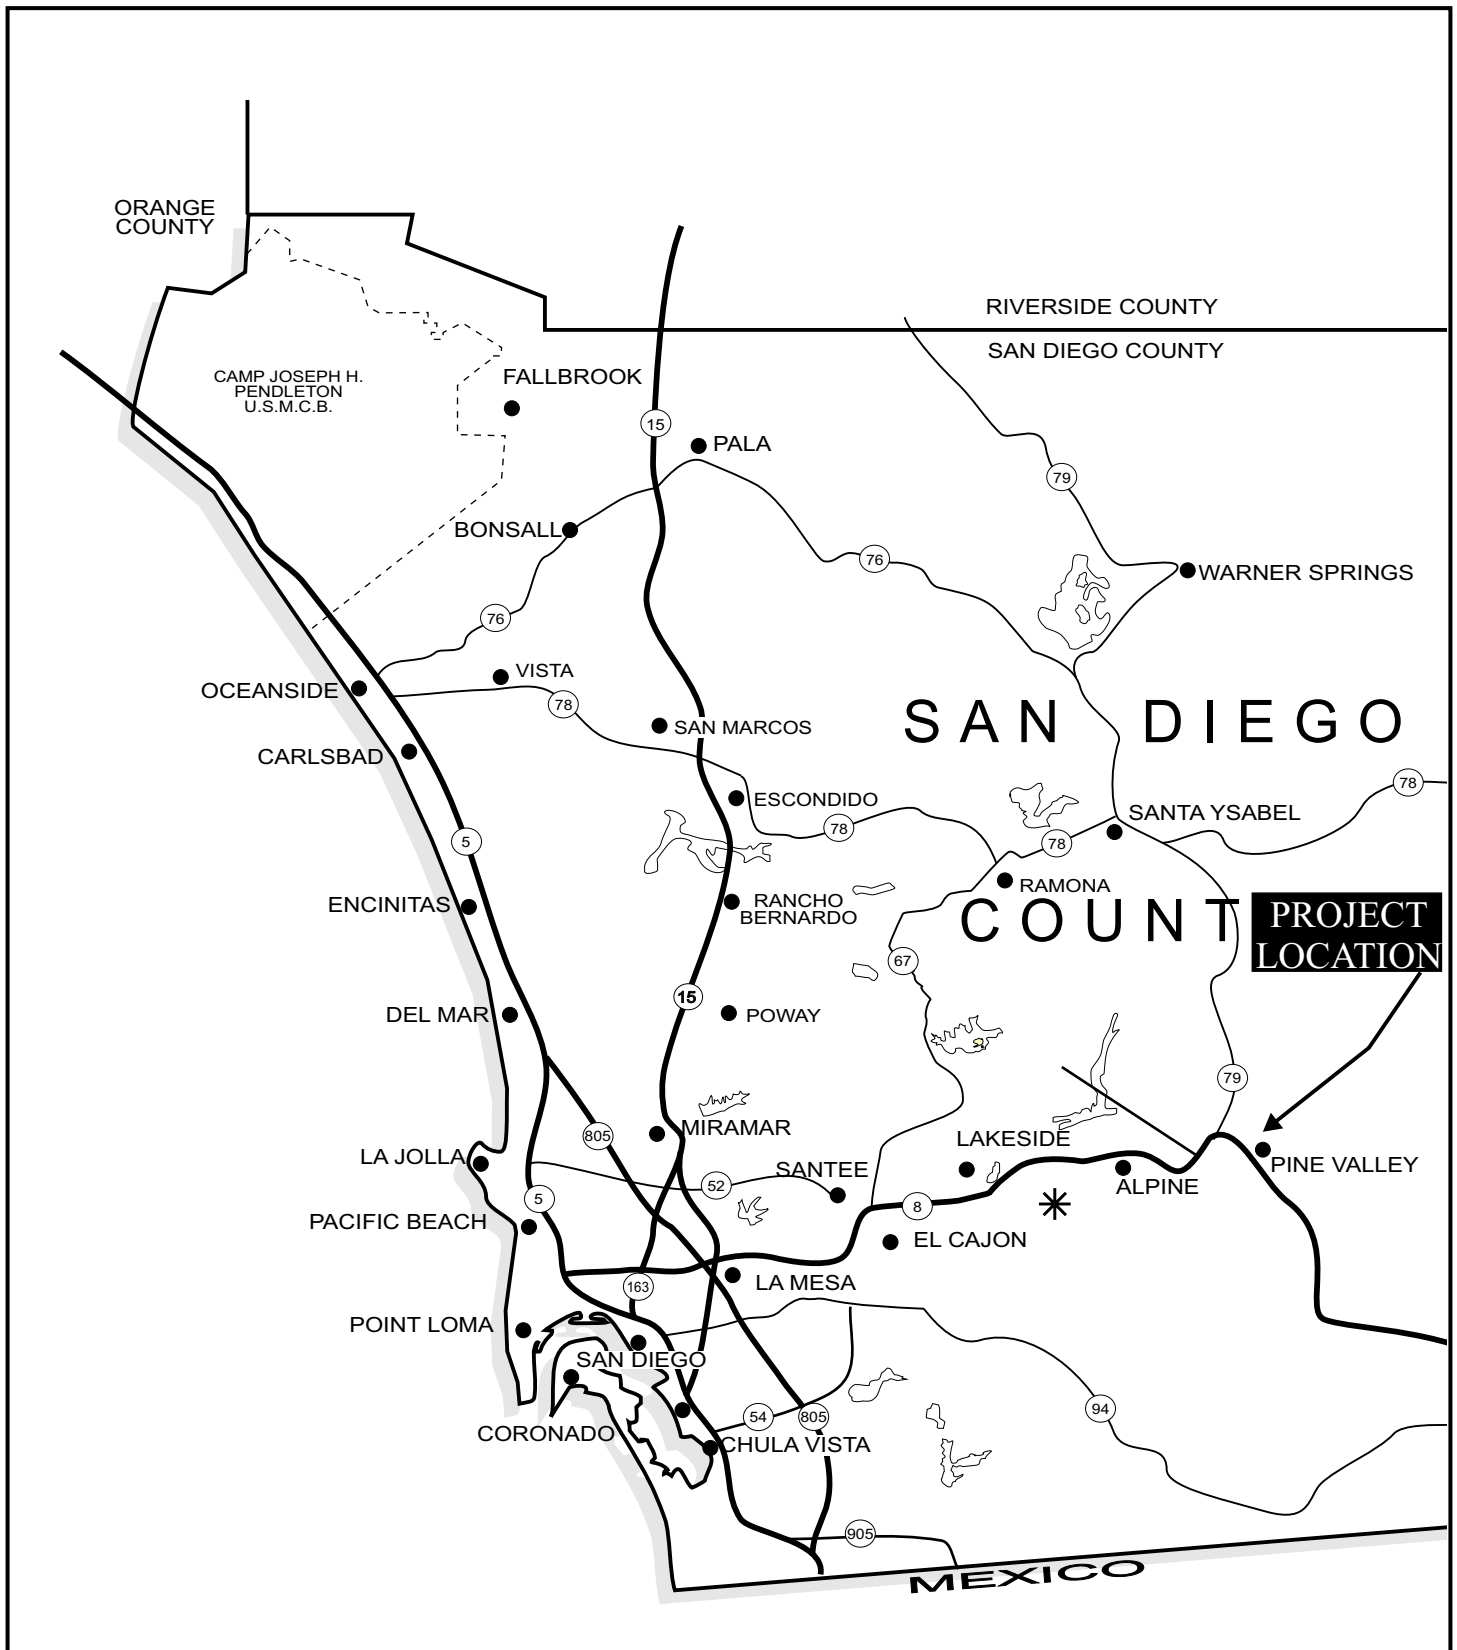 ORANGE
COUNTY
RIVERSIDE COUNTY
SAN DIEGO COUNTY
CAMP JOSEPH H.
PENDLETON
U.S.M.C.B.
FALLBROOK
15
PALA
79
BONSALL
76
WARNER SPRINGS
76
VISTA
OCEANSIDE
78
SAN MARCOS
SAN DIEGO
CARLSBAD
78
ESCONDIDO
SANTA YSABEL
78
5
78
RAMONA
ENCINITAS
RANCHO
BERNARDO
COUNT
PROJECT
LOCATION
67
15
DEL MAR
POWAY
79
MIRAMAR
805
LAKESIDE
LA JOLLA
SANTEE
PINE VALLEY
52
ALPINE
5
8
PACIFIC BEACH
EL CAJON
163
LA MESA
POINT LOMA
SAN DIEGO
94
54
805
CORONADO
CHULA VISTA
905
MEXICO